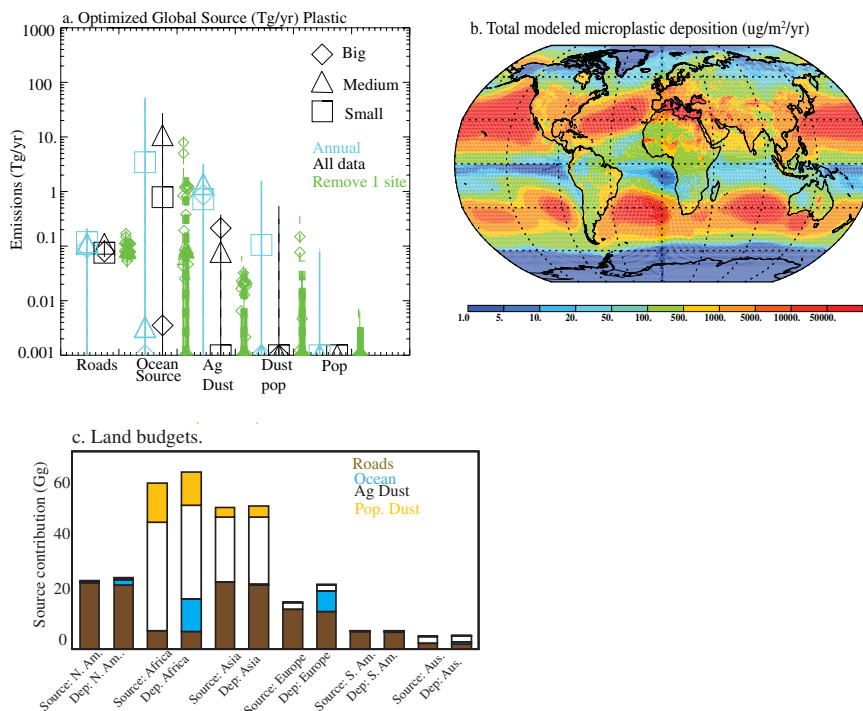 a. Optimized Global Source (Tg/yr) Plastic
1000
100
10.
1
0.1
0.01
0.001
Emissions (Tg/yr)
Big
Medium
Small
Annual
All data
Remove 1 site
Roads
Ocean
Source
Ag
Dust
Dust
pop
Pop
b. Total modeled microplastic deposition (ug/m²/yr)
1.0 5. 10. 20. 50. 100. 500. 1000. 5000. 10000. 50000.
c. Land budgets.
Source contribution (Gg)
60
40
20
0
Roads
Ocean
Ag Dust
Pop. Dust
Source: N. Am.
Dep: N. Am..
Source: Africa
Dep: Africa
Source: Asia
Dep: Asia
Source: Europe
Dep: Europe
Source: S. Am.
Dep: S. Am.
Source: Aus.
Dep: Aus.